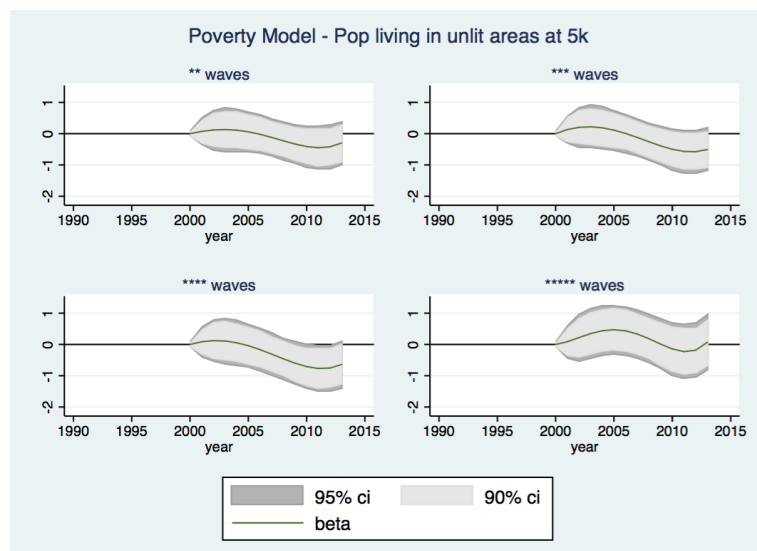 Poverty Model - Pop living in unlit areas at 5k
** waves
1
0
-1
-2
1990 1995 2000 2005 2010 2015
year
*** waves
1
0
-1
-2
1990 1995 2000 2005 2010 2015
year
**** waves
1
0
-1
-2
1990 1995 2000 2005 2010 2015
year
***** waves
1
0
-1
-2
1990 1995 2000 2005 2010 2015
year
95% ci 90% ci
beta